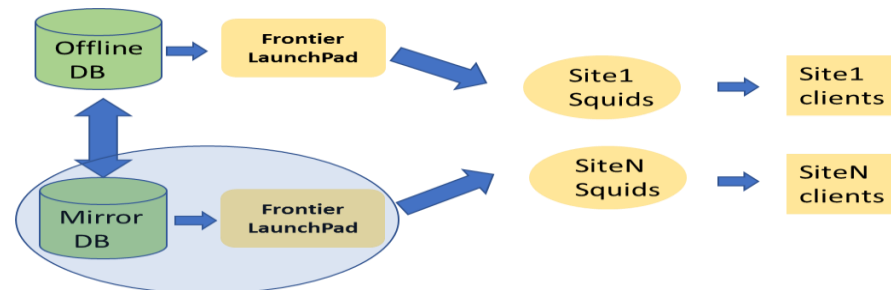 Offline
DB
Frontier
LaunchPad
Site1
Squids
Site1
clients
Mirror
DB
Frontier
LaunchPad
SiteN
Squids
SiteN
clients